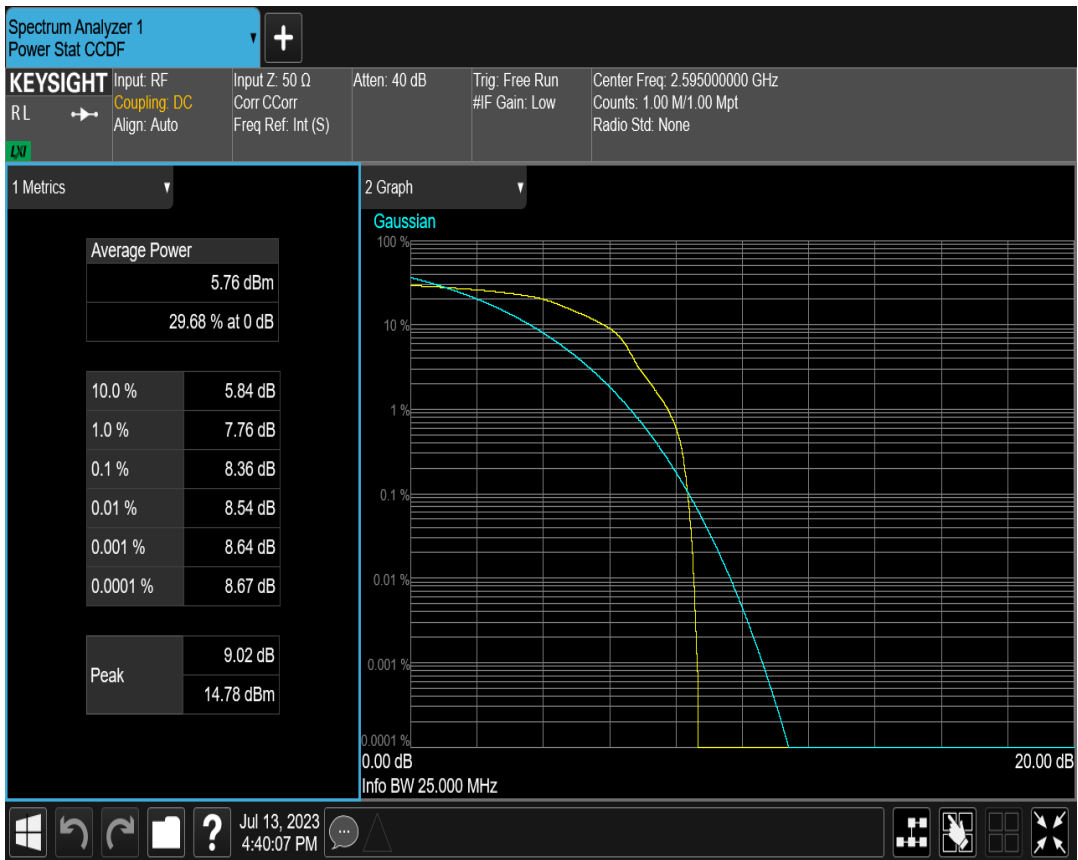 Spectrum Analyzer 1
Power Stat CCDF
+
KEYSIGHT
RL
LXI
Input: RF
Coupling: DC
Align: Auto
Input Z: 50 Ω
Corr CCorr
Freq Ref: Int (S)
Atten: 40 dB
Trig: Free Run
#IF Gain: Low
Center Freq: 2.595000000 GHz
Counts: 1.00 M/1.00 Mpt
Radio Std: None
1 Metrics
Average Power
5.76 dBm
29.68 % at 0 dB
10.0 % 5.84 dB
1.0 % 7.76 dB
0.1 % 8.36 dB
0.01 % 8.54 dB
0.001 % 8.64 dB
0.0001 % 8.67 dB
Peak
9.02 dB
14.78 dBm
2 Graph
Gaussian
100 %
10 %
1 %
0.1 %
0.01 %
0.001 %
0.0001 %
0.00 dB 20.00 dB
Info BW 25.000 MHz
?
Jul 13, 2023
4:40:07 PM